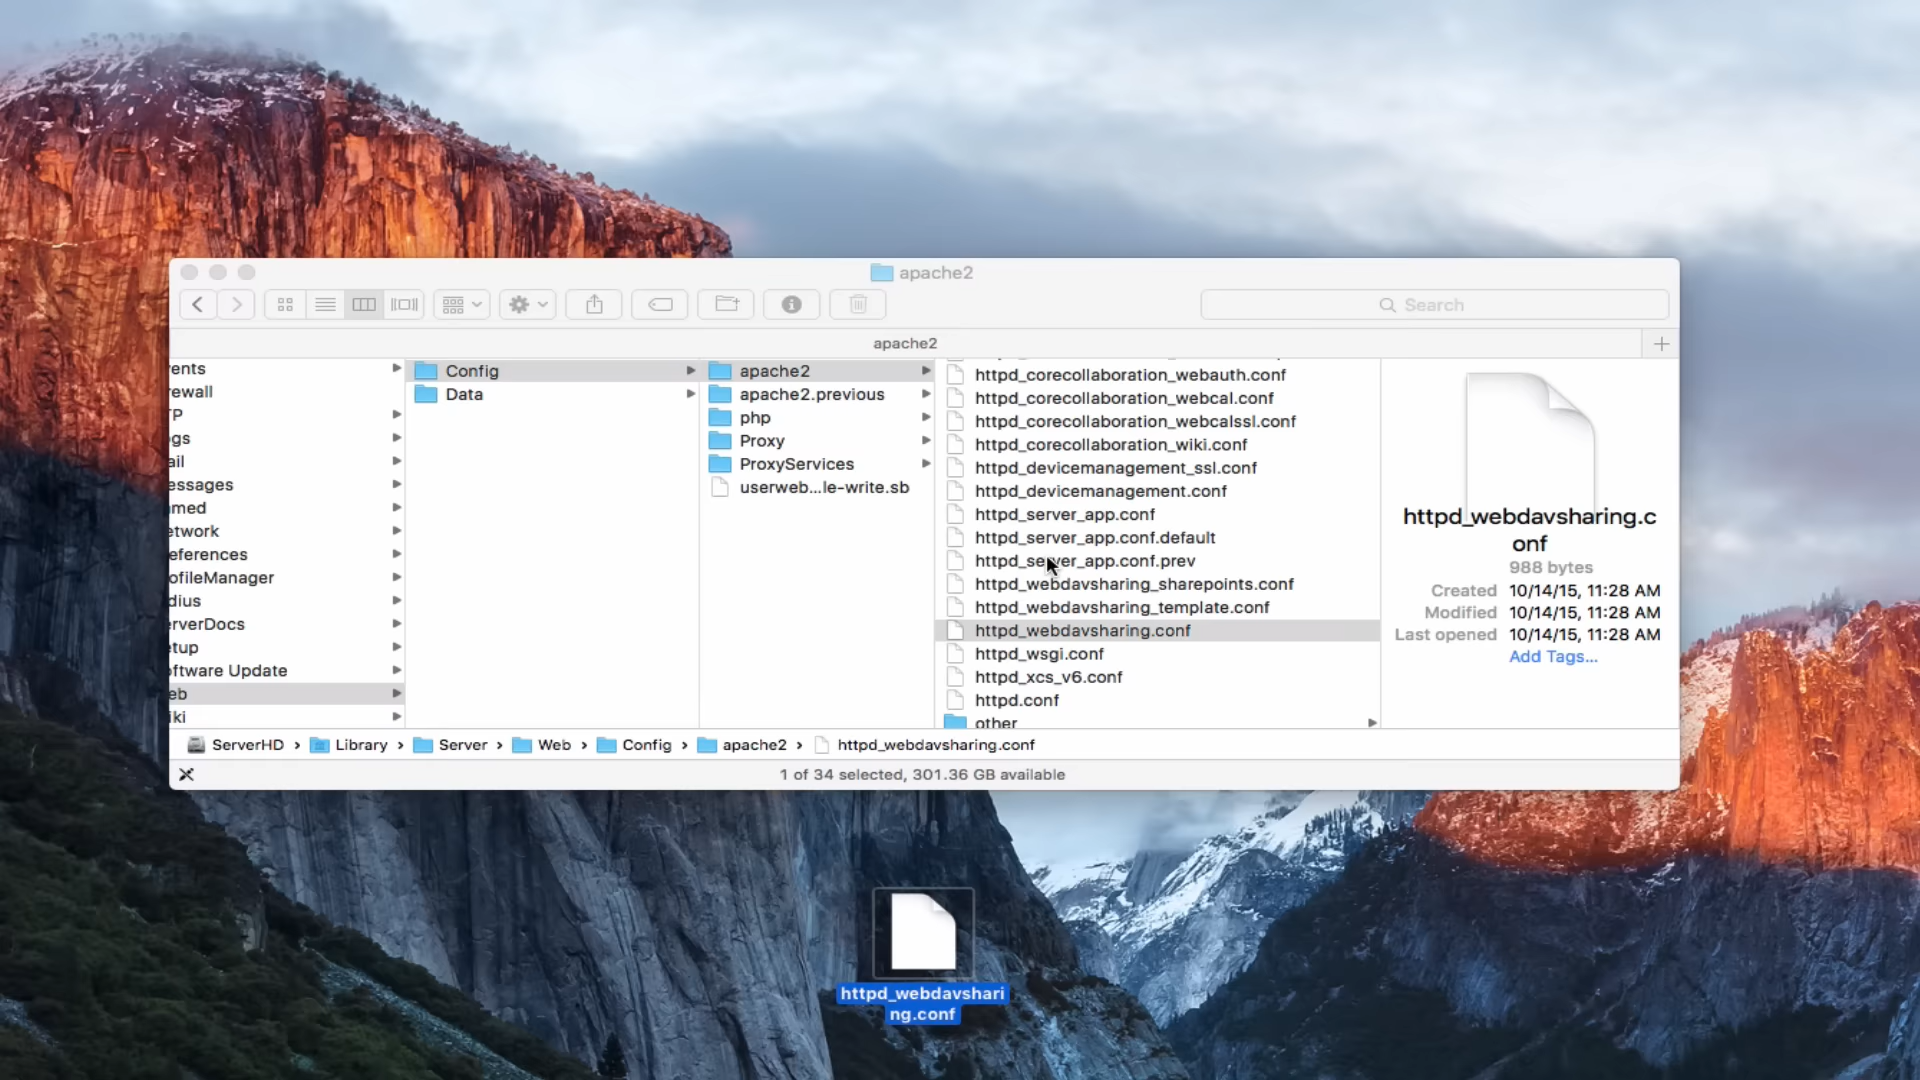 apache2
Search
apache2
ents
ewall
P
gs
ail
essages
med
etwork
eferences
ofileManager
dius
erverDocs
etup
oftware Update
eb
iki
Config
Data
apache2
apache2.previous
php
Proxy
ProxyServices
userweb...le-write.sb
httpd_corecollaboration_webauth.conf
httpd_corecollaboration_webcal.conf
httpd_corecollaboration_webcalssl.conf
httpd_corecollaboration_wiki.conf
httpd_devicemanagement_ssl.conf
httpd_devicemanagement.conf
httpd_server_app.conf
httpd_server_app.conf.default
httpd_server_app.conf.prev
httpd_webdavsharing_sharepoints.conf
httpd_webdavsharing_template.conf
httpd_webdavsharing.conf
httpd_wsgi.conf
httpd_xcs_v6.conf
httpd.conf
other
httpd_webdavsharing.c
onf
988 bytes
Created 10/14/15, 11:28 AM
Modified 10/14/15, 11:28 AM
Last opened 10/14/15, 11:28 AM
Add Tags...
ServerHD › Library › Server › Web › Config › apache2 › httpd_webdavsharing.conf
1 of 34 selected, 301.36 GB available
httpd_webdavshari
ng.conf